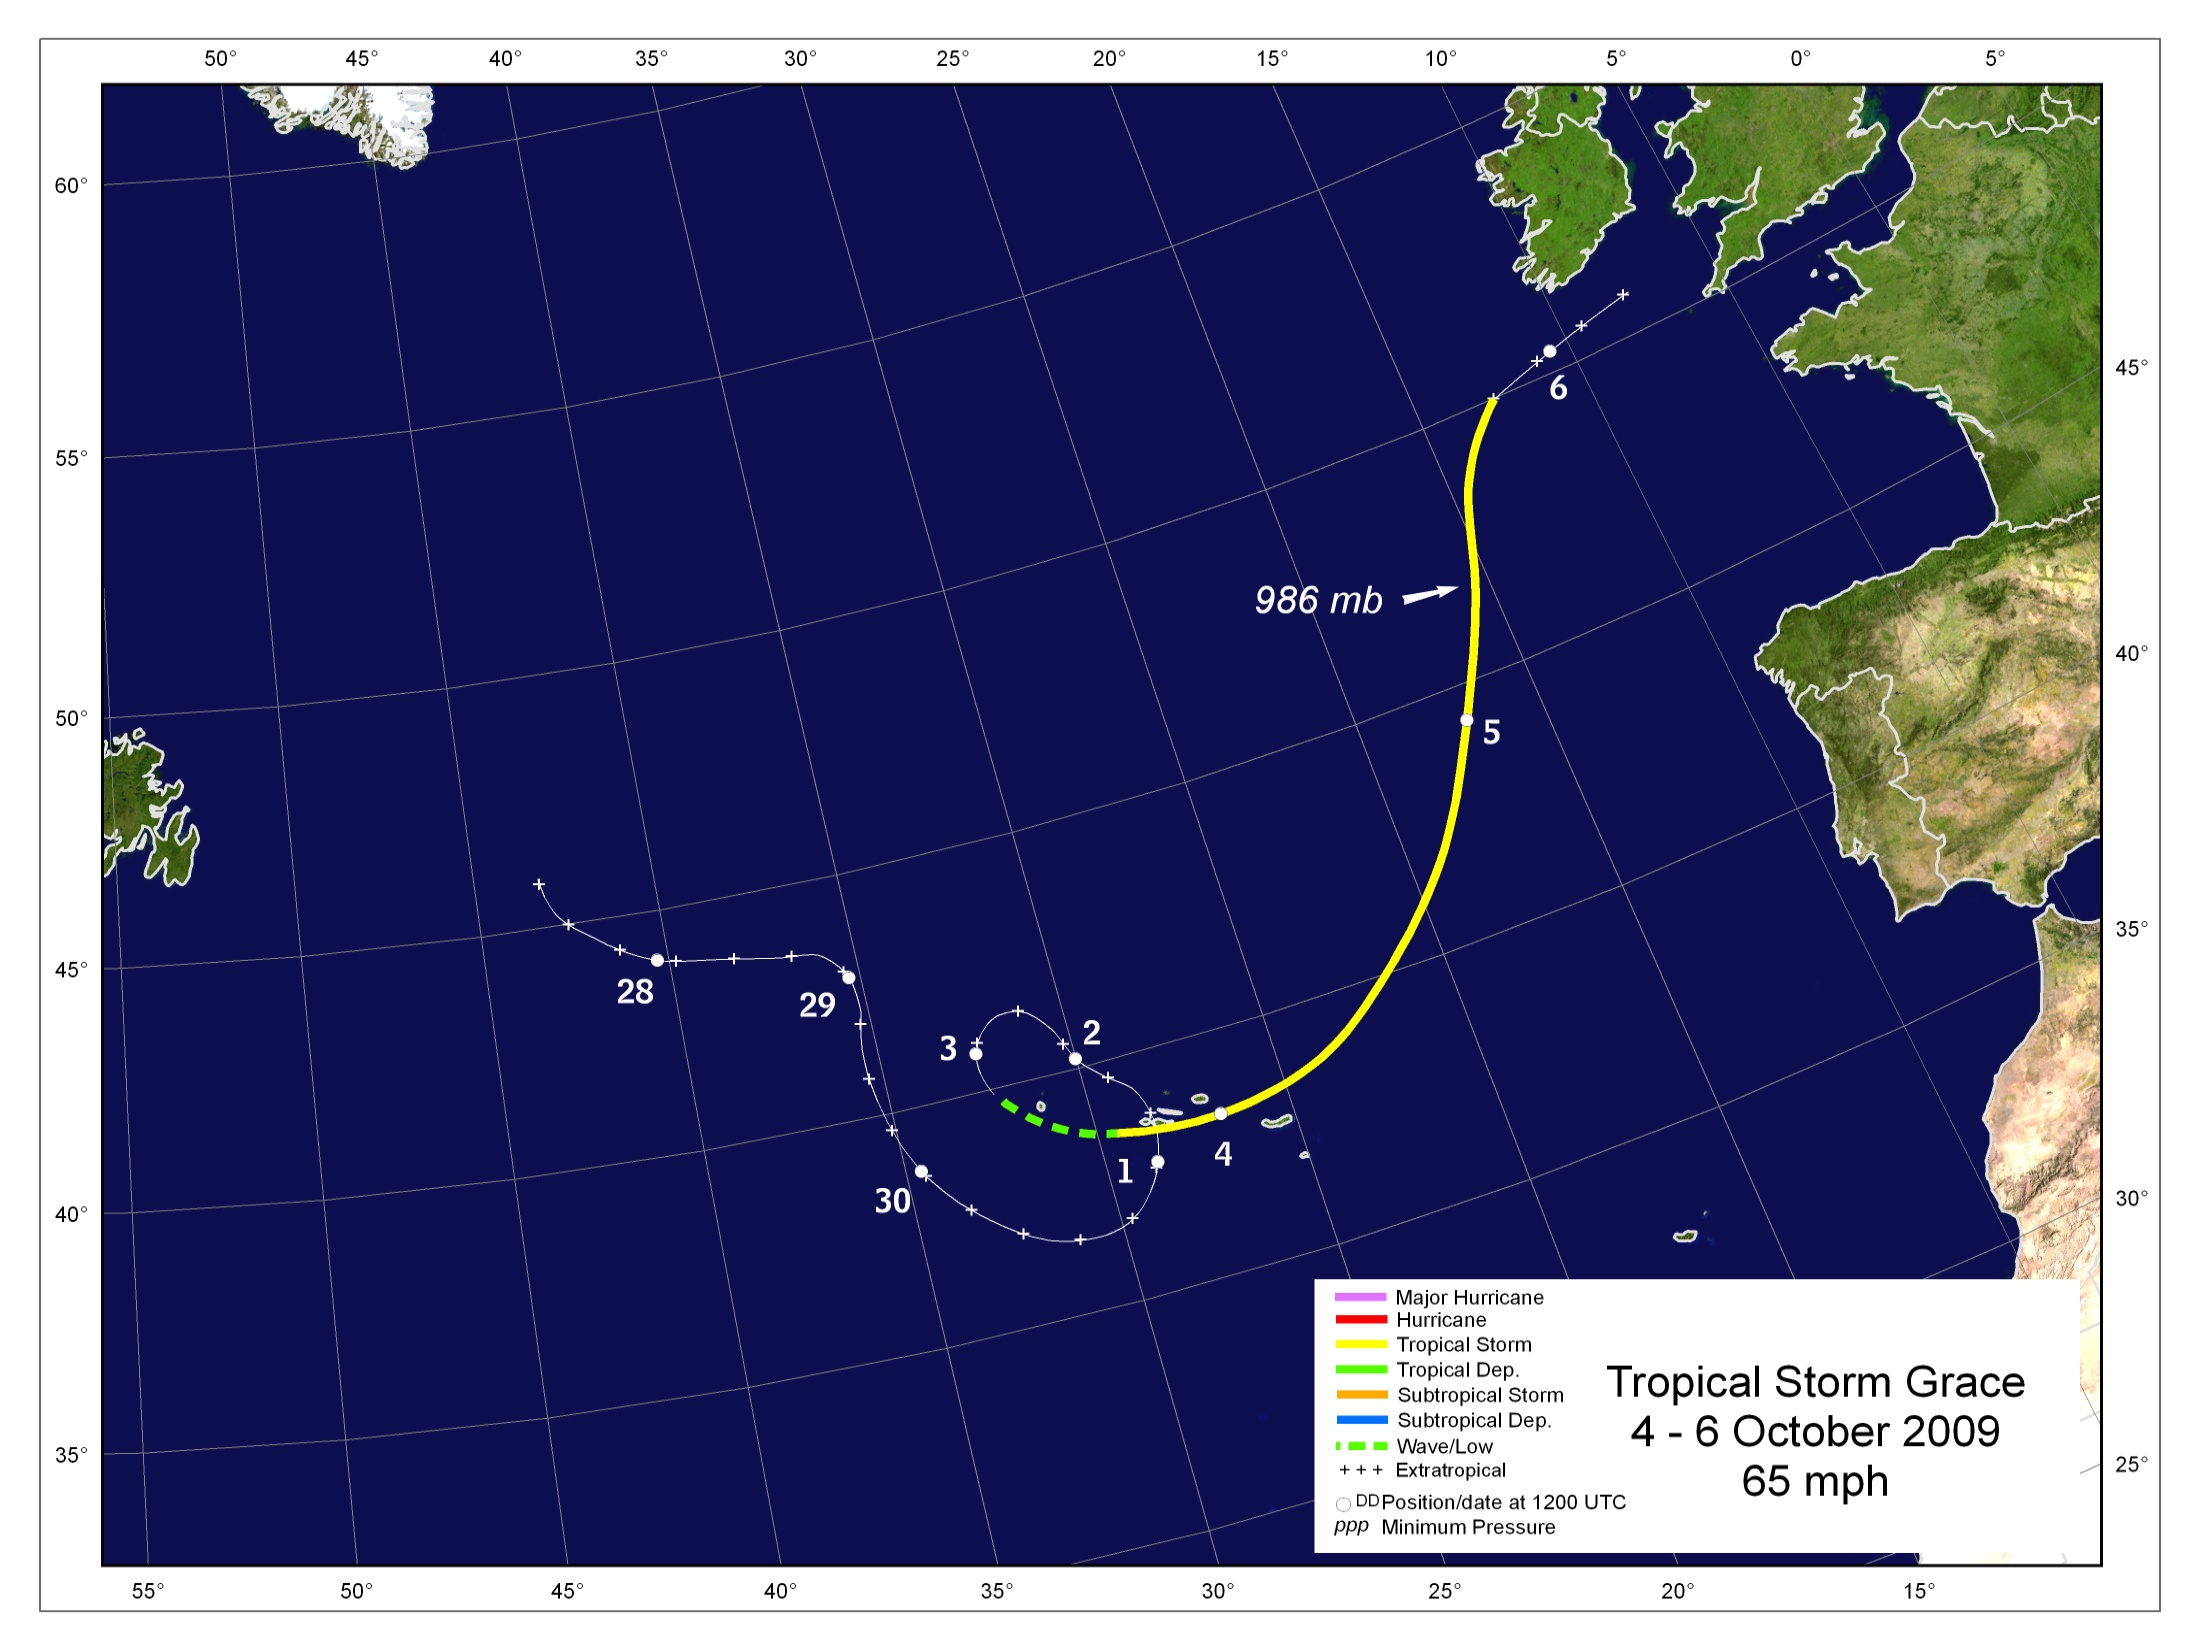 50° 45° 40° 35° 30° 25° 20° 15° 10° 5° 0° 5°
60°
45°
6
55°
986 mb
40°
50°
5
35°
45°
28
29
2
3
4
1
30
30°
40°
Major Hurricane
Hurricane
Tropical Storm
Tropical Dep.
Subtropical Storm
Subtropical Dep.
Wave/Low
+ + + Extratropical
DD Position/date at 1200 UTC
ppp Minimum Pressure
Tropical Storm Grace
4 - 6 October 2009
65 mph
35°
25°
55° 50° 45° 40° 35° 30° 25° 20° 15°